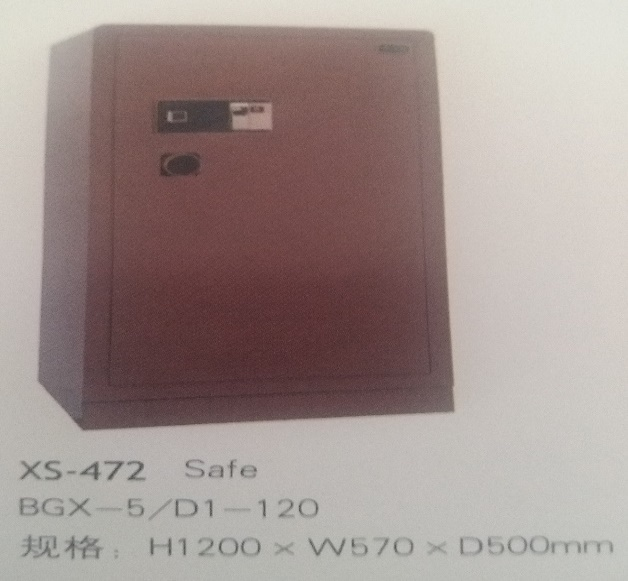 XS-472 Safe
BGX-5/D1-120
规格：H1200 × W570 × D500mm